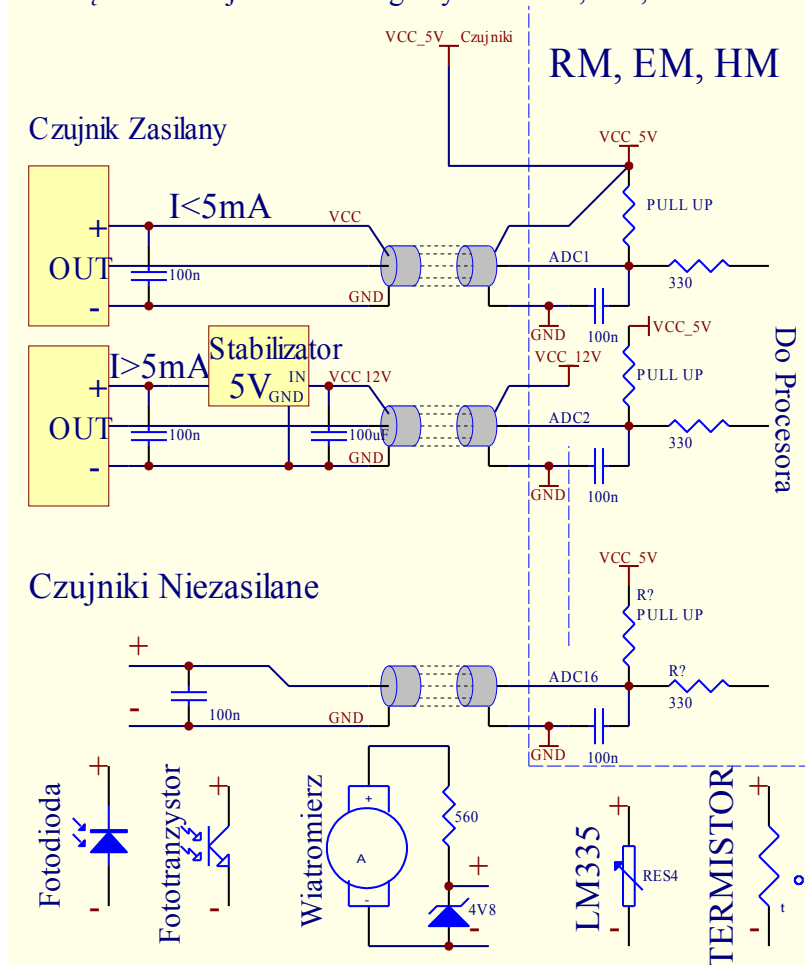 VCC_5V Czujniki
RM, EM, HM
Czujnik Zasilany
VCC_5V
I<5mA
PULL UP
+
VCC
OUT
ADC1
100n
330
-
GND
GND
100n
VCC_5V
Stabilizator
I>5mA
VCC_12V
IN
VCC 12V
PULL UP
+
5V
GND
OUT
ADC2
100n
100uF
330
-
GND
GND
100n
Do Procesora
VCC_5V
Czujniki Niezasilane
R?
PULL UP
+
ADC16
R?
330
-
100n
GND
GND
100n
Fotodioda
+
-
Fototranzystor
+
-
Wiatromierz
+
A
-
560
+
4V8
-
LM335
+
RES4
-
TERMISTOR
+
t
-